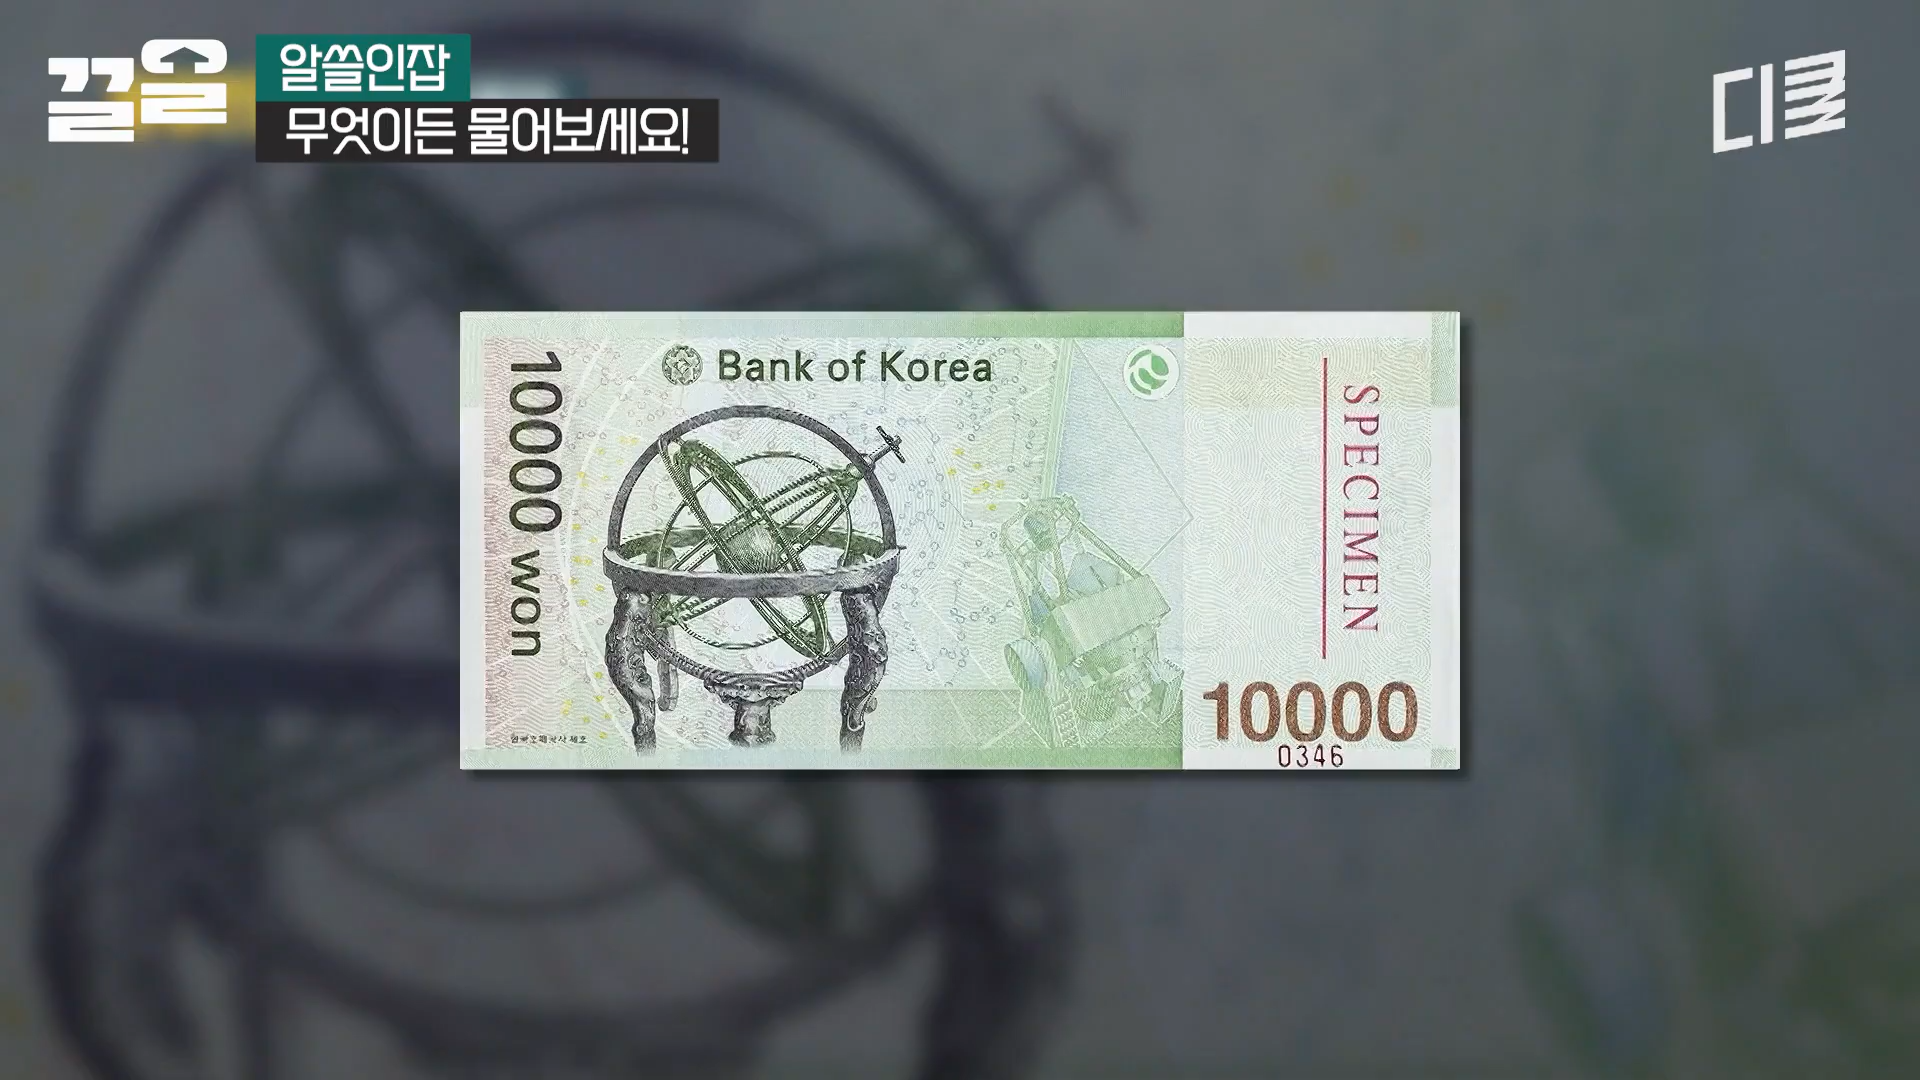 끌올
알쓸인잡
무엇이든 물어보세요!
디글
Bank of Korea
10000 won
SPECIMEN
10000
0346